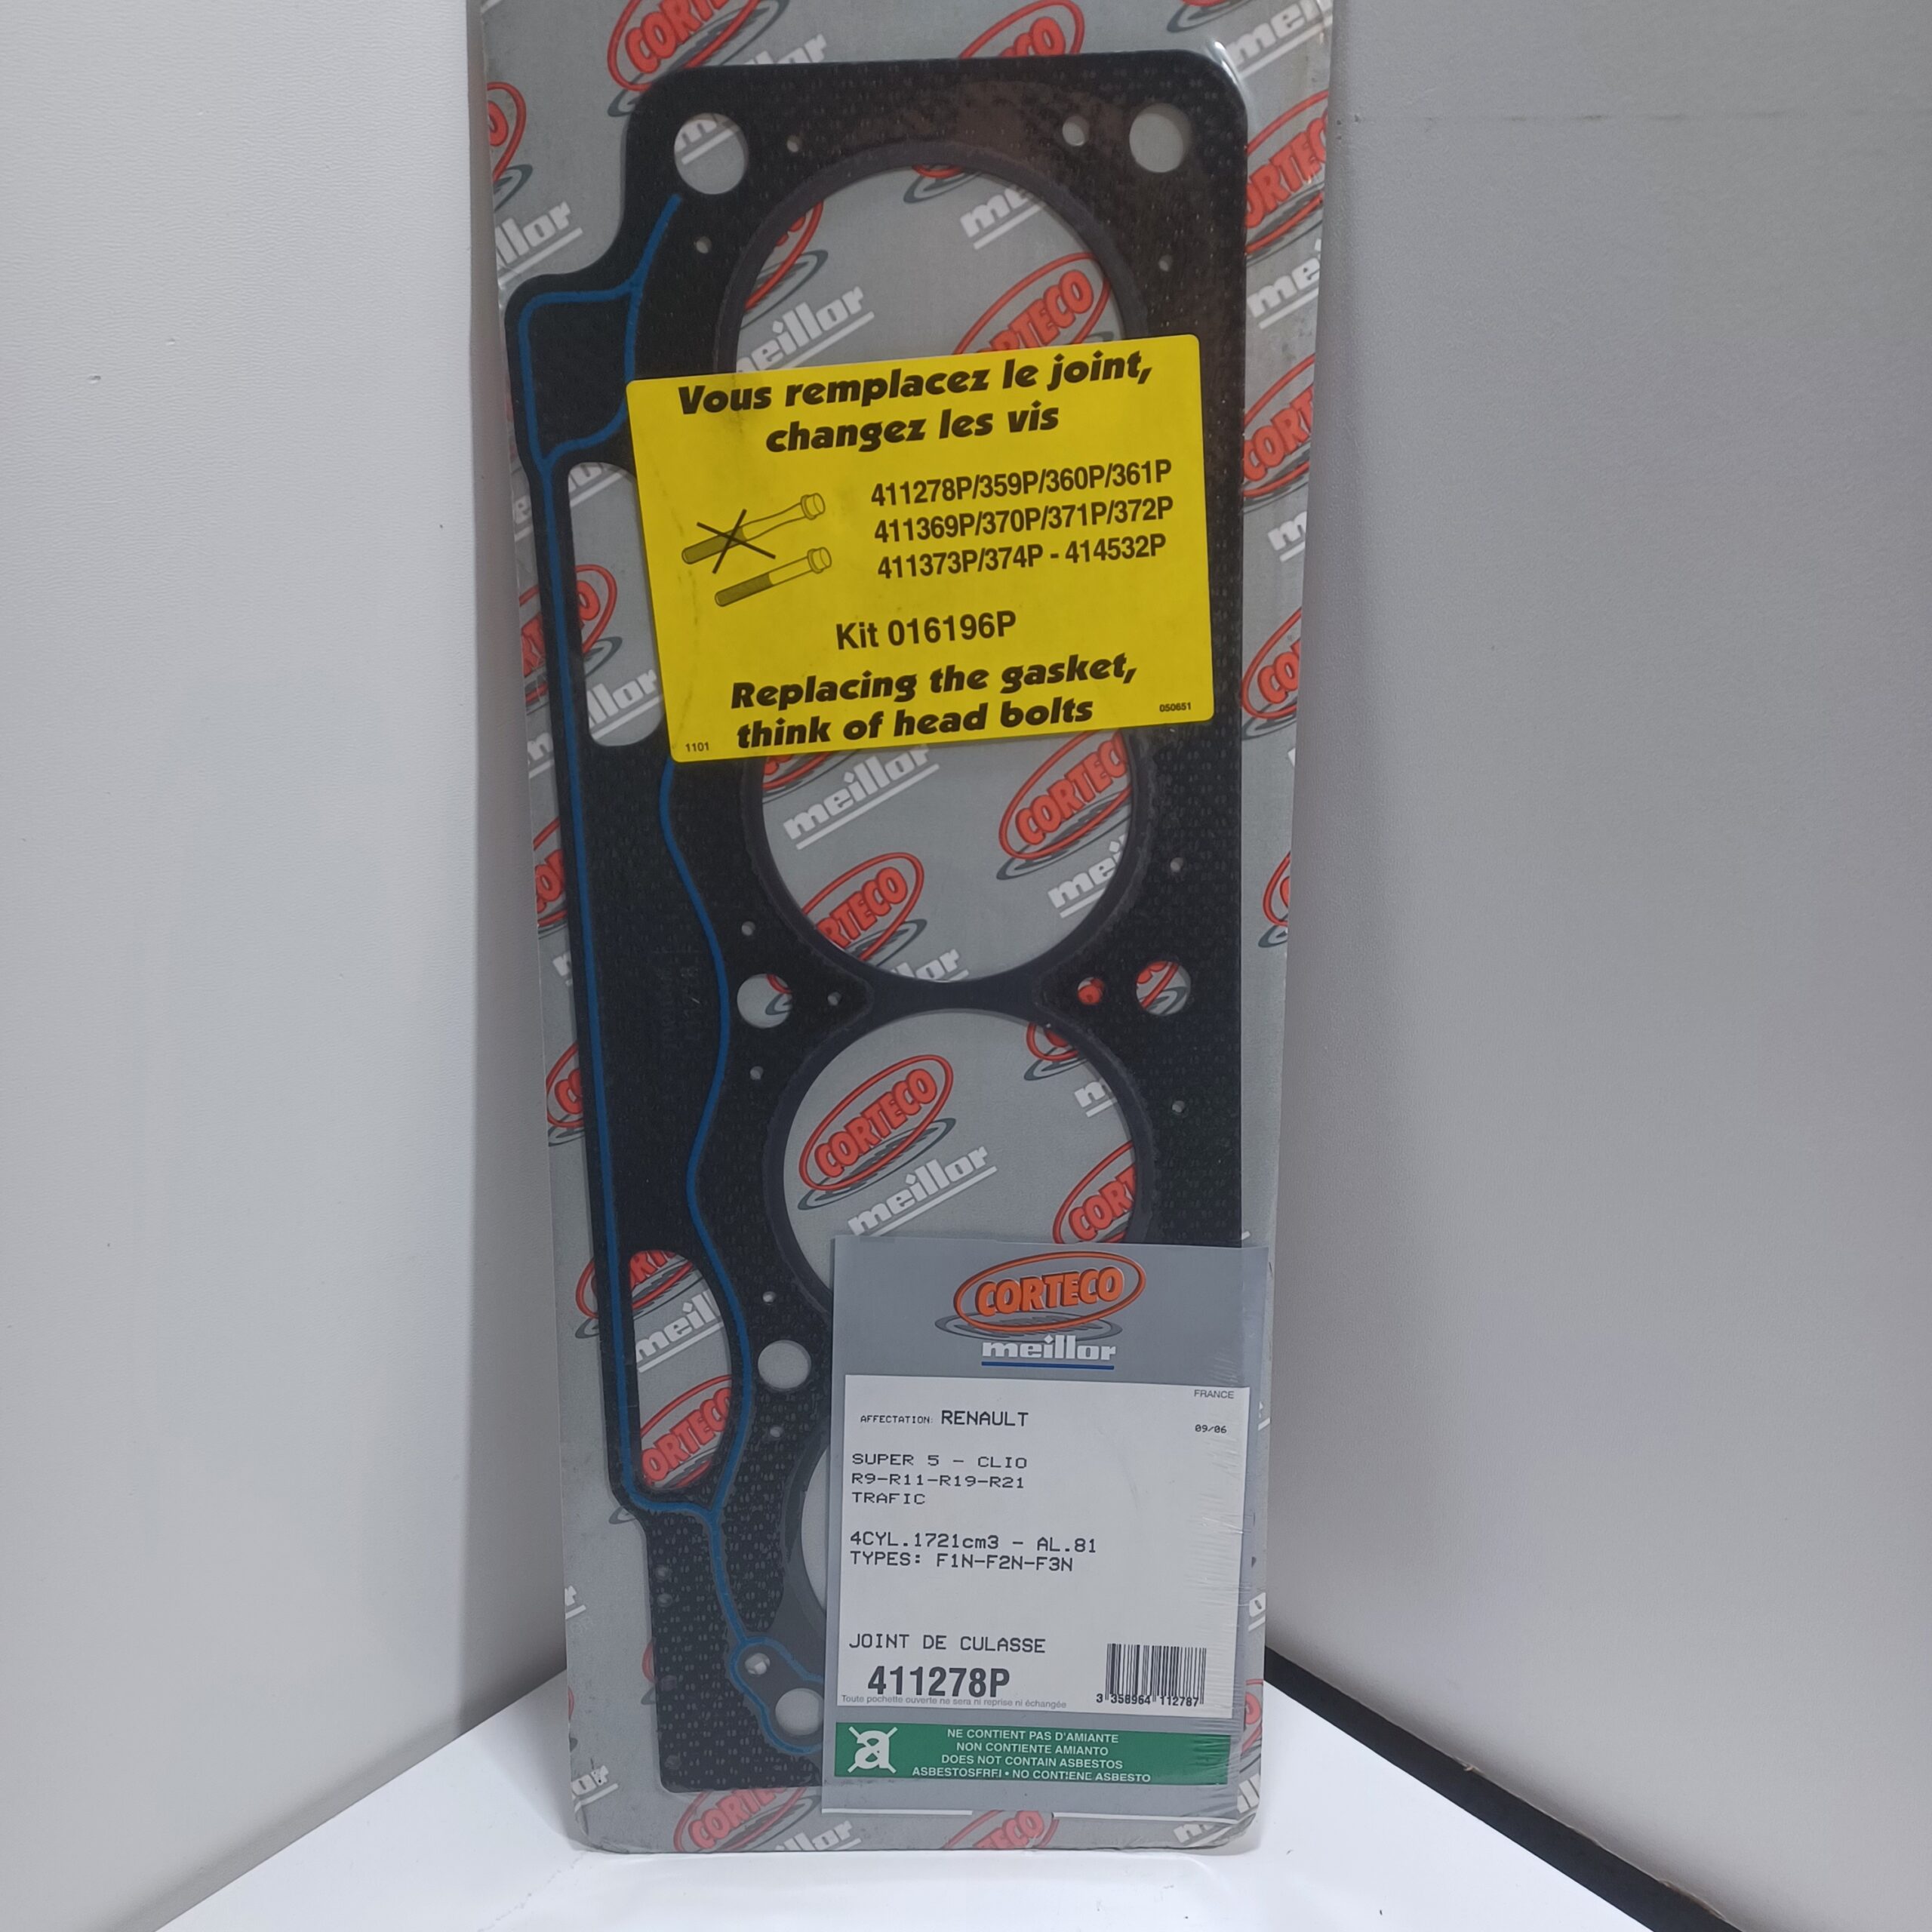 Vous remplacez le joint,
changez les vis
411278P/359P/360P/361P
411369P/370P/371P/372P
411373P/374P - 414532P
Kit 016196P
Replacing the gasket,
think of head bolts
1101
050651
CORTECO
meillor
FRANCE
AFFECTATION: RENAULT
09/06
SUPER 5 - CLIO
R9-R11-R19-R21
TRAFIC
4CYL.1721cm3 - AL.81
TYPES: F1N-F2N-F3N
JOINT DE CULASSE
411278P
Toute pochette ouverte ne sera ni reprise ni échangée
3 358964 112787
NE CONTIENT PAS D'AMIANTE
NON CONTIENTE AMIANTO
DOES NOT CONTAIN ASBESTOS
ASBESTOSFREI • NO CONTIENE ASBESTO